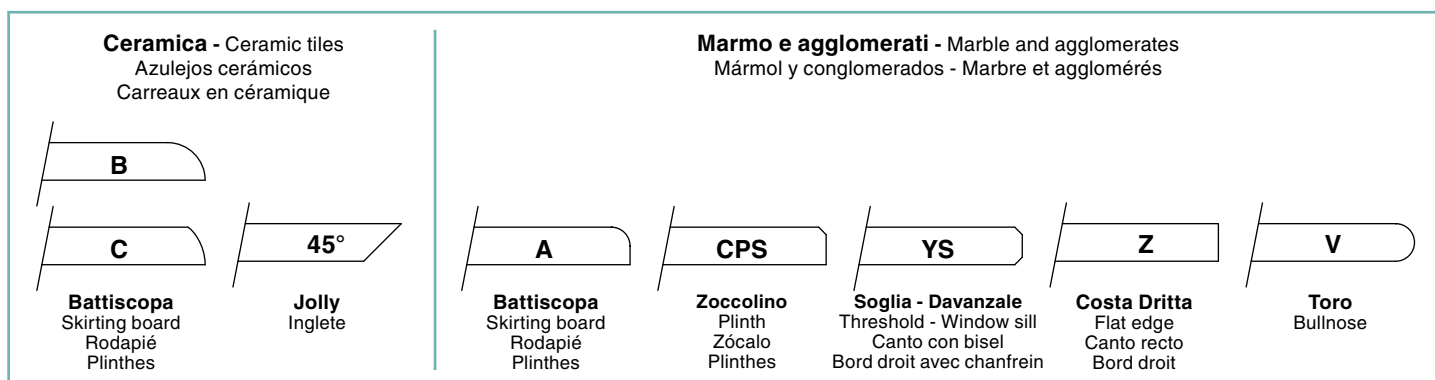 Ceramica - Ceramic tiles
Azulejos cerámicos
Carreaux en céramique
B
C
Battiscopa
Skirting board
Rodapié
Plinthes
45°
Jolly
Inglete
Marmo e agglomerati - Marble and agglomerates
Mármol y conglomerados - Marbre et agglomérés
A
Battiscopa
Skirting board
Rodapié
Plinthes
CPS
Zoccolino
Plinth
Zócalo
Plinthes
YS
Soglia - Davanzale
Threshold - Window sill
Canto con bisel
Bord droit avec chanfrein
Z
Costa Dritta
Flat edge
Canto recto
Bord droit
V
Toro
Bullnose